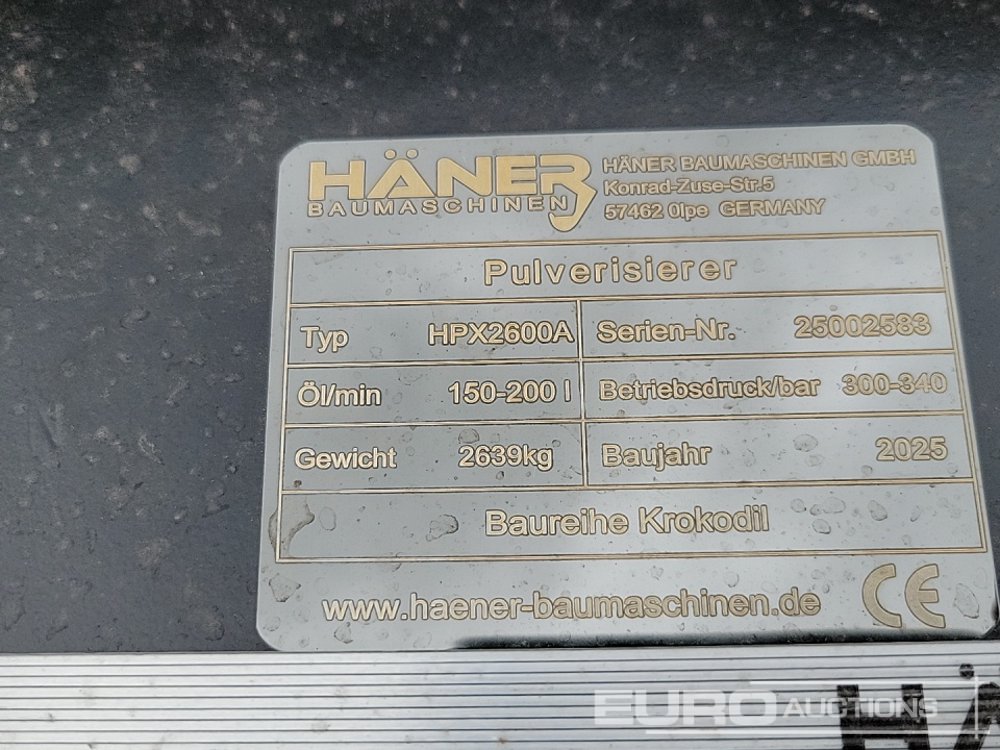 HÄNER
BAUMASCHINEN
HÄNER BAUMASCHINEN GMBH
Konrad-Zuse-Str.5
57462 Olpe GERMANY
Pulverisierer
Typ HPX2600A Serien-Nr. 25002583
Öl/min 150-200 l Betriebsdruck/bar 300-340
Gewicht 2639kg Baujahr 2025
Baureihe Krokodil
www.haener-baumaschinen.de CE
EURO AUCTIONS